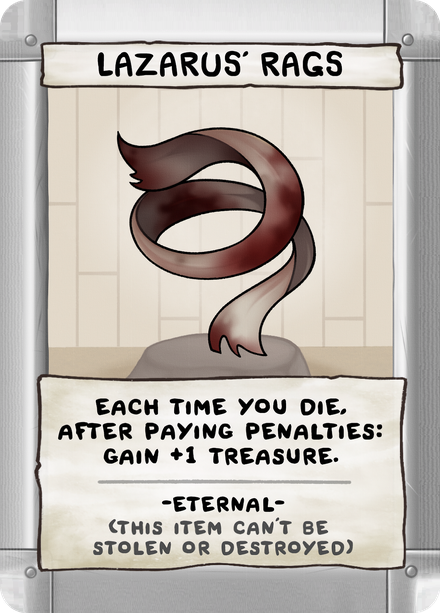 LAZARUS' RAGS
EACH TIME YOU DIE,
AFTER PAYING PENALTIES:
GAIN +1 TREASURE.
-ETERNAL-
(THIS ITEM CAN'T BE
STOLEN OR DESTROYED)